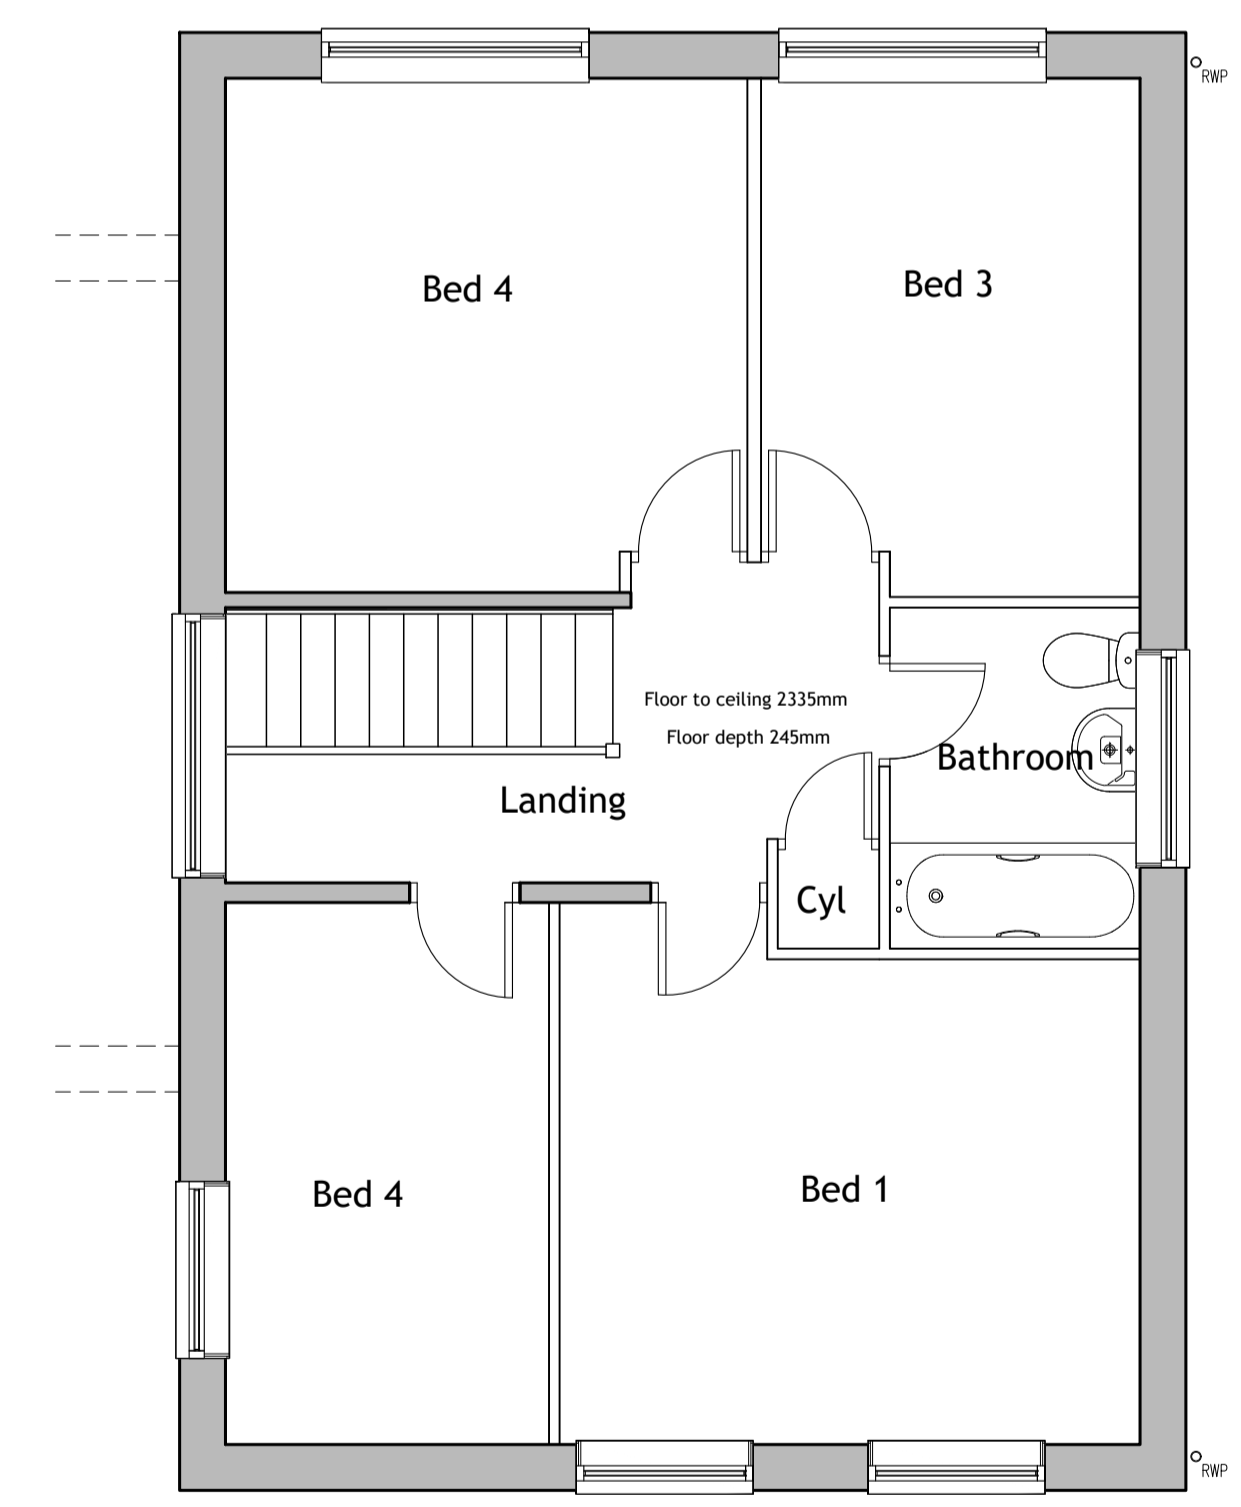 RWP
Bed 4
Bed 3
Floor to ceiling 2335mm
Floor depth 245mm
Bathroom
Landing
Cyl
Bed 4
Bed 1
RWP